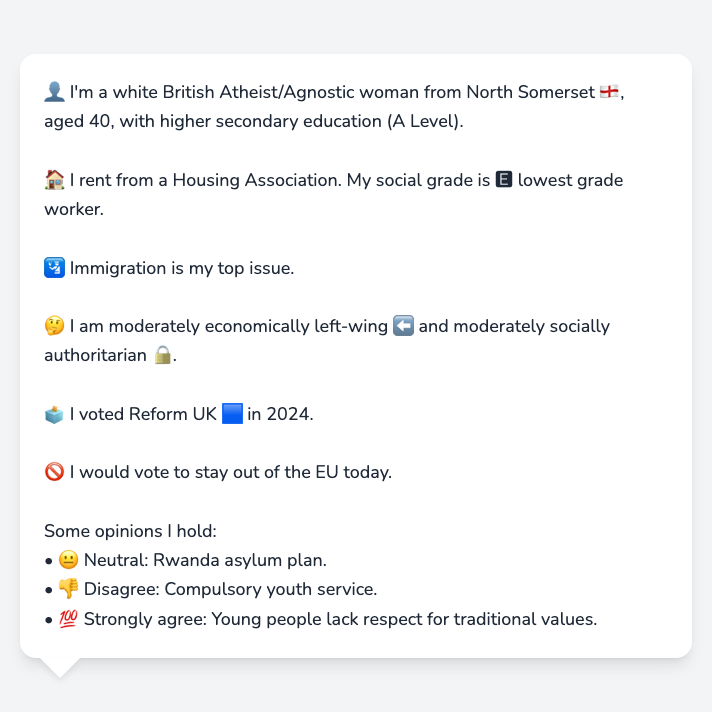 👤 I'm a white British Atheist/Agnostic woman from North Somerset 🏴󠁧󠁢󠁥󠁮󠁧󠁿,
aged 40, with higher secondary education (A Level).
🏠 I rent from a Housing Association. My social grade is 🅴 lowest grade
worker.
🛂 Immigration is my top issue.
🤔 I am moderately economically left-wing ⬅️ and moderately socially
authoritarian 🔒.
🗳️ I voted Reform UK 🟦 in 2024.
🚫 I would vote to stay out of the EU today.
Some opinions I hold:
• 😐 Neutral: Rwanda asylum plan.
• 👎 Disagree: Compulsory youth service.
• 💯 Strongly agree: Young people lack respect for traditional values.